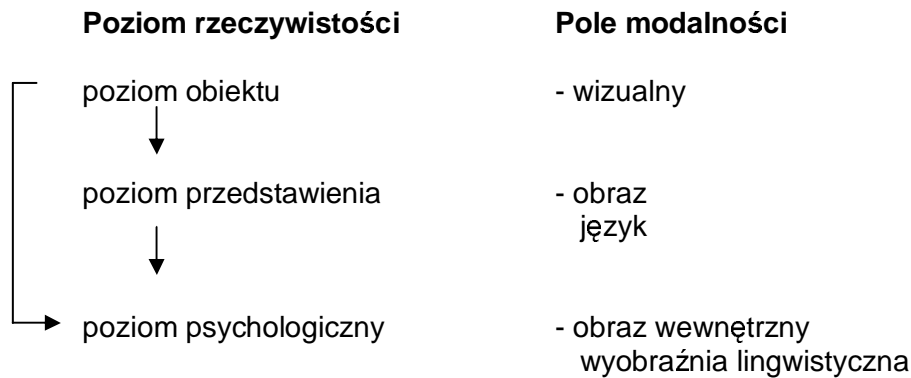 Poziom rzeczywistości Pole modalności
poziom obiektu - wizualny
poziom przedstawienia - obraz
język
poziom psychologiczny - obraz wewnętrzny
wyobraźnia lingwistyczna